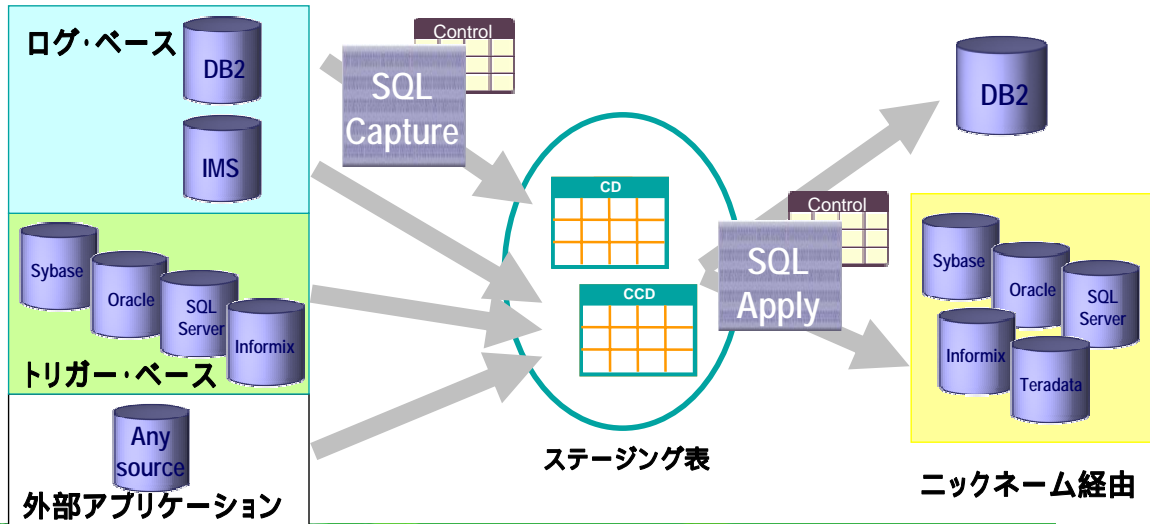 ログ・ベース
DB2
IMS
Sybase
Oracle
SQL
Server
Informix
トリガー・ベース
Any
source
外部アプリケーション
Control
SQL
Capture
CD
CCD
ステージング表
Control
SQL
Apply
DB2
Sybase
Oracle
SQL
Server
Informix
Teradata
ニックネーム経由